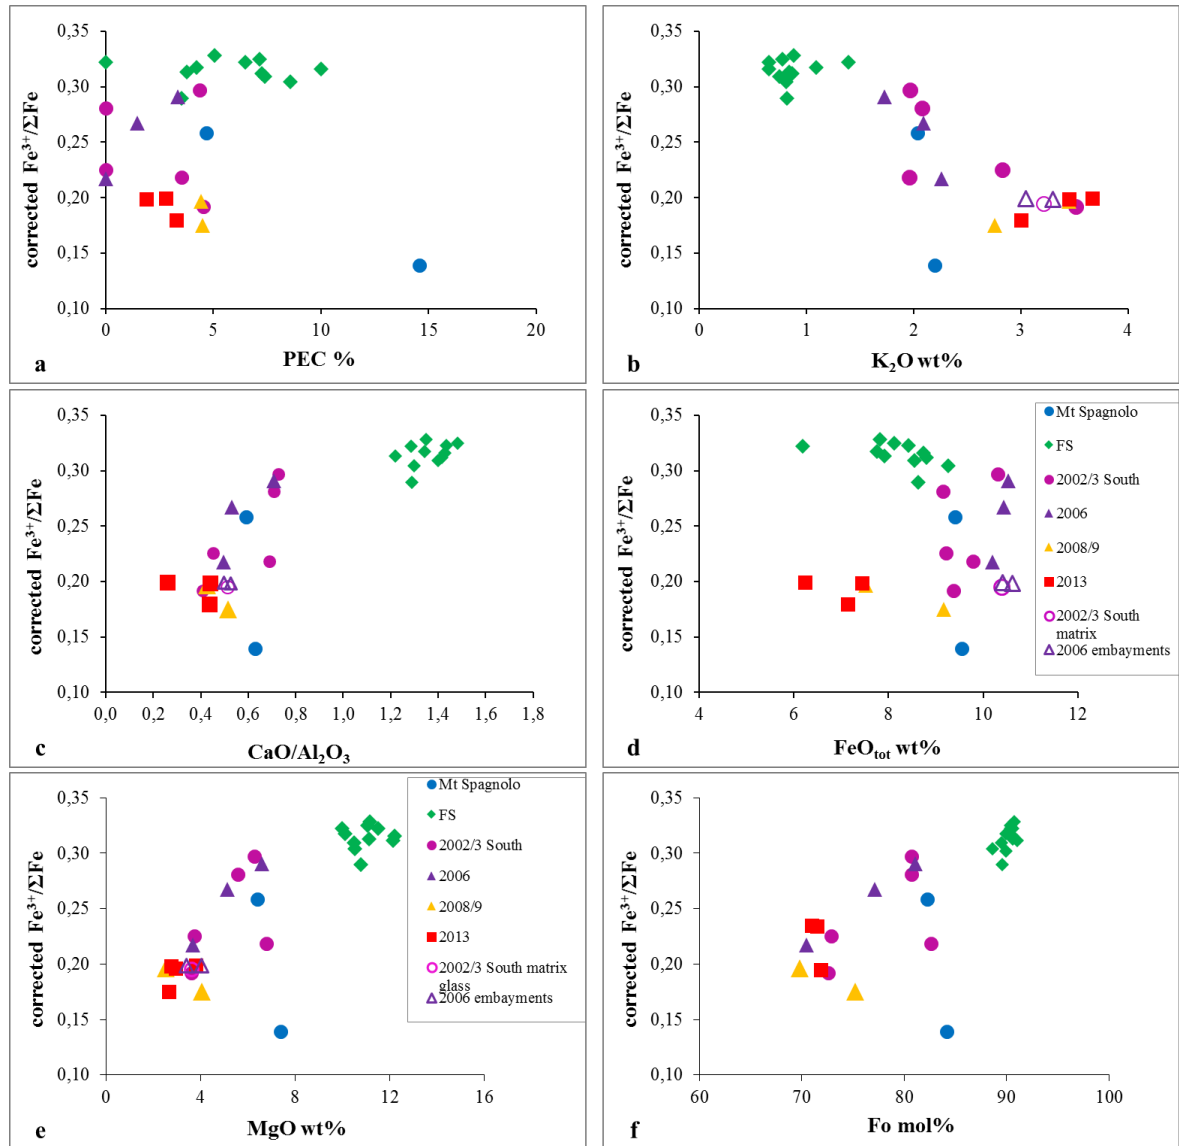 0,35
0,30
0,25
0,20
0,15
0,10
corrected Fe³⁺/ΣFe
0 5 10 15 20
a PEC %
0,35
0,30
0,25
0,20
0,15
0,10
corrected Fe³⁺/ΣFe
0 1 2 3 4
b K₂O wt%
0,35
0,30
0,25
0,20
0,15
0,10
corrected Fe³⁺/ΣFe
0,0 0,2 0,4 0,6 0,8 1,0 1,2 1,4 1,6 1,8
c CaO/Al₂O₃
0,35
0,30
0,25
0,20
0,15
0,10
corrected Fe³⁺/ΣFe
Mt Spagnolo
FS
2002/3 South
2006
2008/9
2013
2002/3 South
matrix
2006 embayments
4 6 8 10 12
d FeOtot wt%
0,35
0,30
0,25
0,20
0,15
0,10
corrected Fe³⁺/ΣFe
Mt Spagnolo
FS
2002/3 South
2006
2008/9
2013
2002/3 South matrix
glass
2006 embayments
0 4 8 12 16
e MgO wt%
0,35
0,30
0,25
0,20
0,15
0,10
corrected Fe³⁺/ΣFe
60 70 80 90 100
f Fo mol%